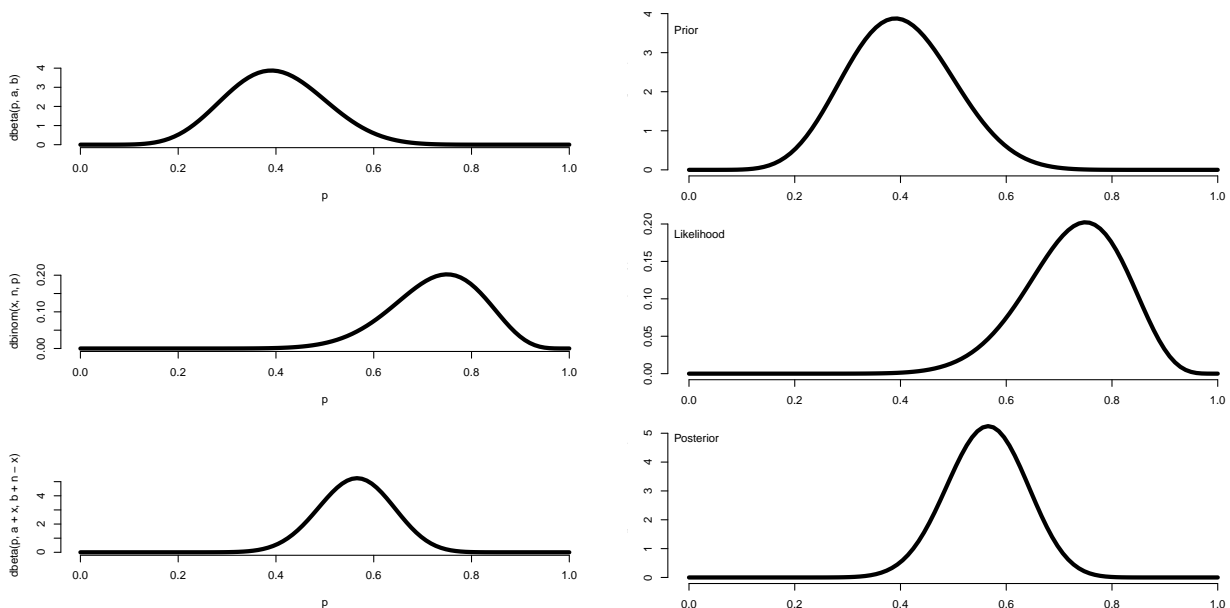 dbeta(p, a, b)
0 1 2 3 4
0.0 0.2 0.4 0.6 0.8 1.0
p
dbinom(x, n, p)
0.00 0.10 0.20
0.0 0.2 0.4 0.6 0.8 1.0
p
dbeta(p, a + x, b + n − x)
0 2 4
0.0 0.2 0.4 0.6 0.8 1.0
p
Prior
0 1 2 3 4
0.0 0.2 0.4 0.6 0.8 1.0
Likelihood
0.00 0.05 0.10 0.15 0.20
0.0 0.2 0.4 0.6 0.8 1.0
Posterior
0 1 2 3 4 5
0.0 0.2 0.4 0.6 0.8 1.0